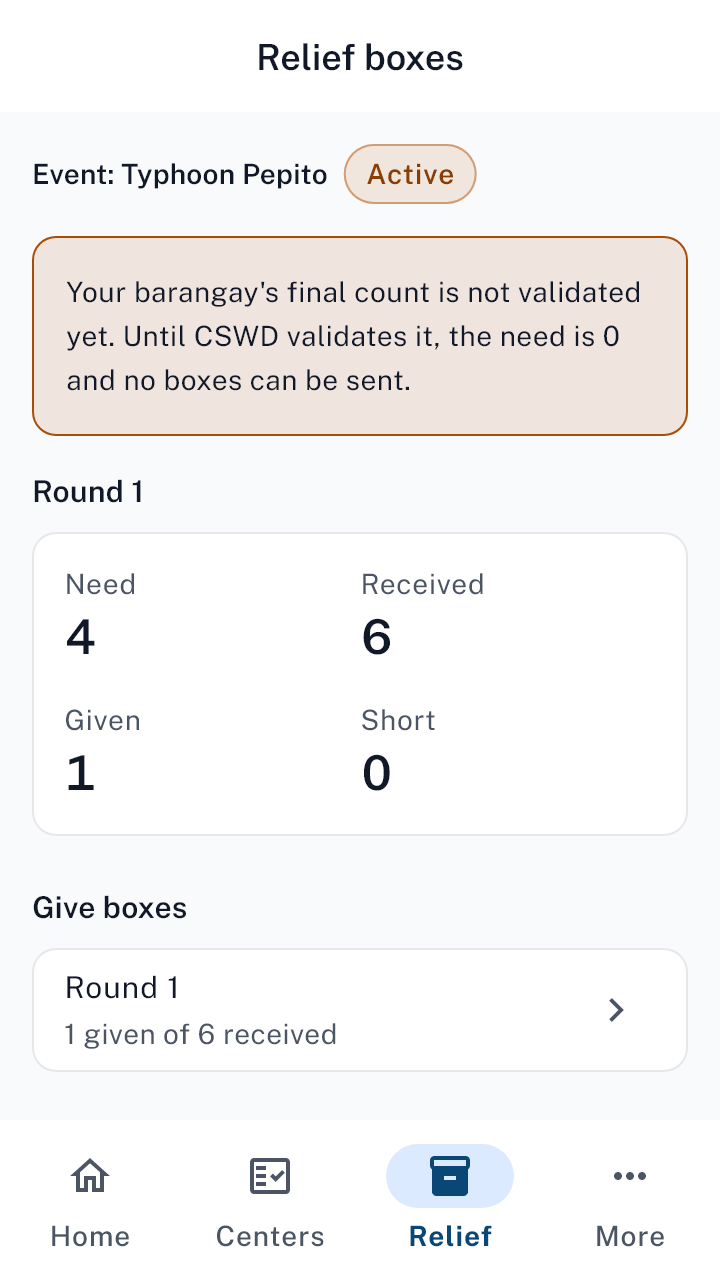 Relief boxes
Event: Typhoon Pepito
Active
Your barangay's final count is not validated
yet. Until CSWD validates it, the need is 0
and no boxes can be sent.
Round 1
Need
4
Received
6
Given
1
Short
0
Give boxes
Round 1
1 given of 6 received
Home
Centers
Relief
More